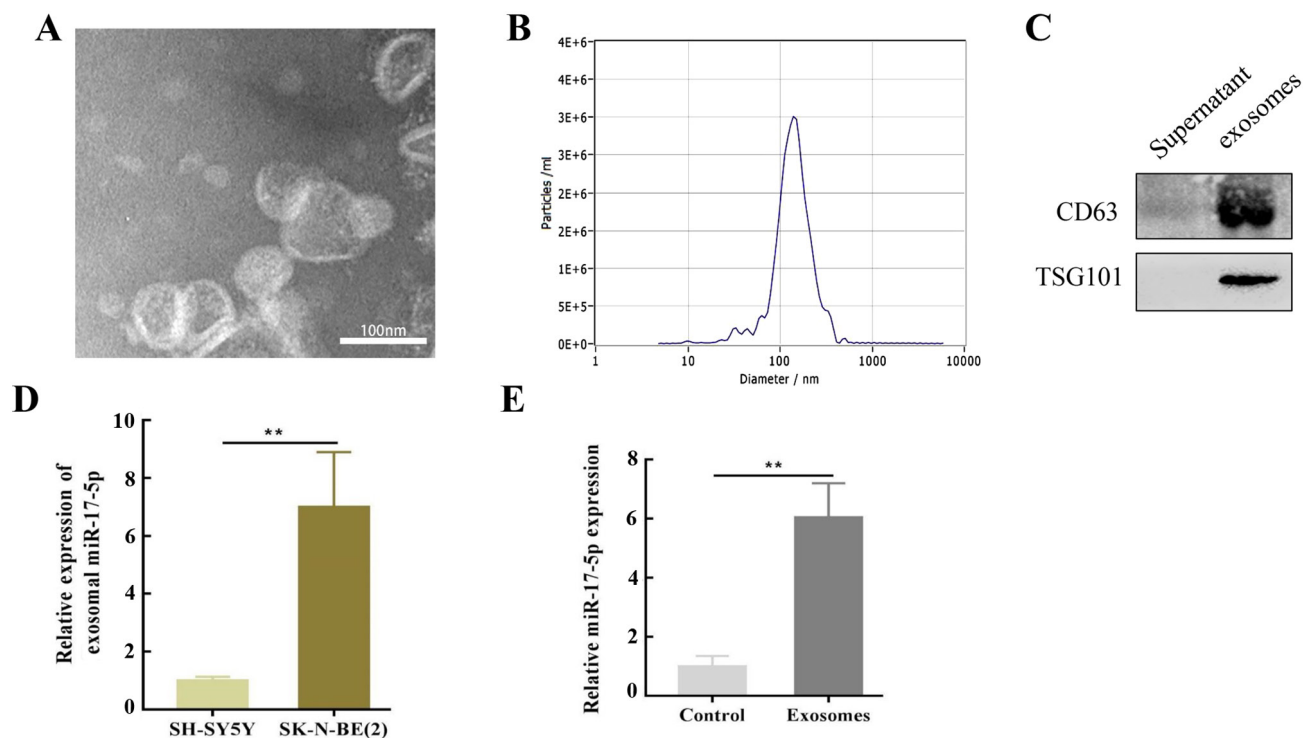 A
100nm
B
Particles /ml
4E+6
4E+6
3E+6
3E+6
2E+6
2E+6
1E+6
1E+6
5E+5
0E+0
1
10
100
1000
10000
Diameter / nm
C
Supernatant
exosomes
CD63
TSG101
D
Relative expression of
exosomal miR-17-5p
10
8
6
4
2
0
**
SH-SY5Y
SK-N-BE(2)
E
Relative miR-17-5p expression
8
6
4
2
0
**
Control
Exosomes